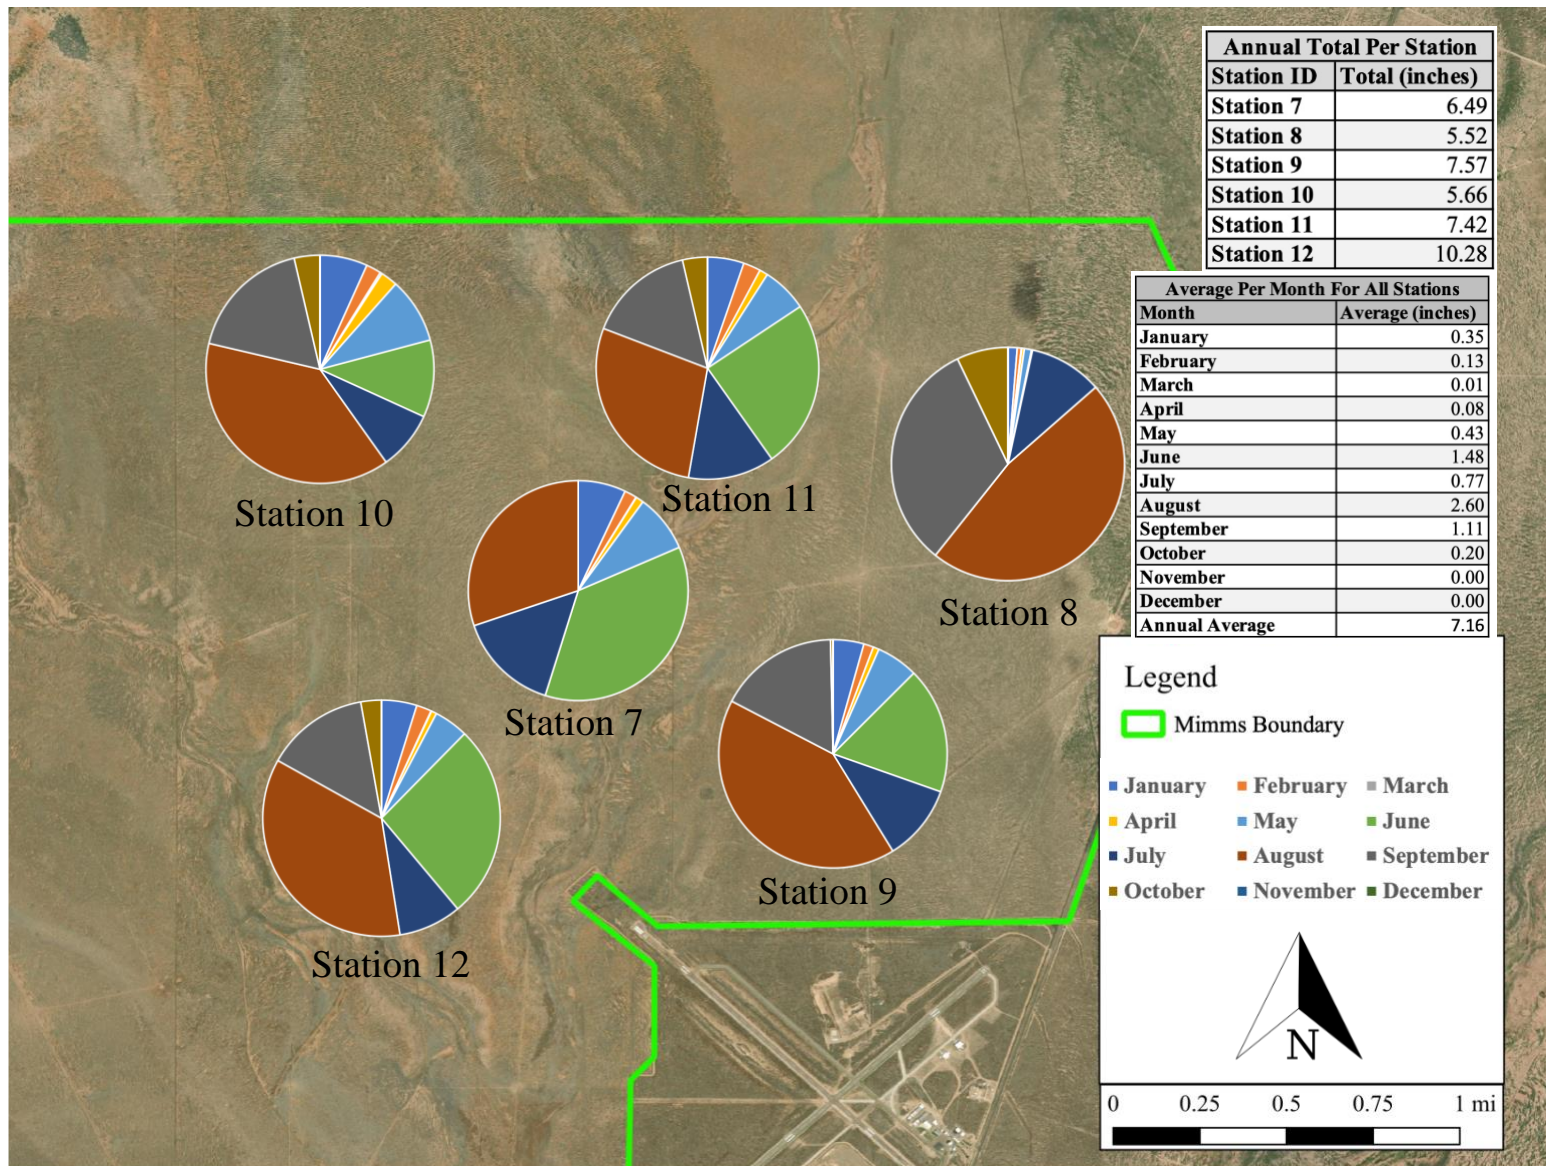 Annual Total Per Station
Station ID Total (inches)
Station 7 6.49
Station 8 5.52
Station 9 7.57
Station 10 5.66
Station 11 7.42
Station 12 10.28
Average Per Month For All Stations
Month Average (inches)
January 0.35
February 0.13
March 0.01
April 0.08
May 0.43
June 1.48
July 0.77
August 2.60
September 1.11
October 0.20
November 0.00
December 0.00
Annual Average 7.16
Station 10
Station 11
Station 8
Station 7
Station 9
Station 12
Legend
Mimms Boundary
January February March
April May June
July August September
October November December
N
0 0.25 0.5 0.75 1 mi